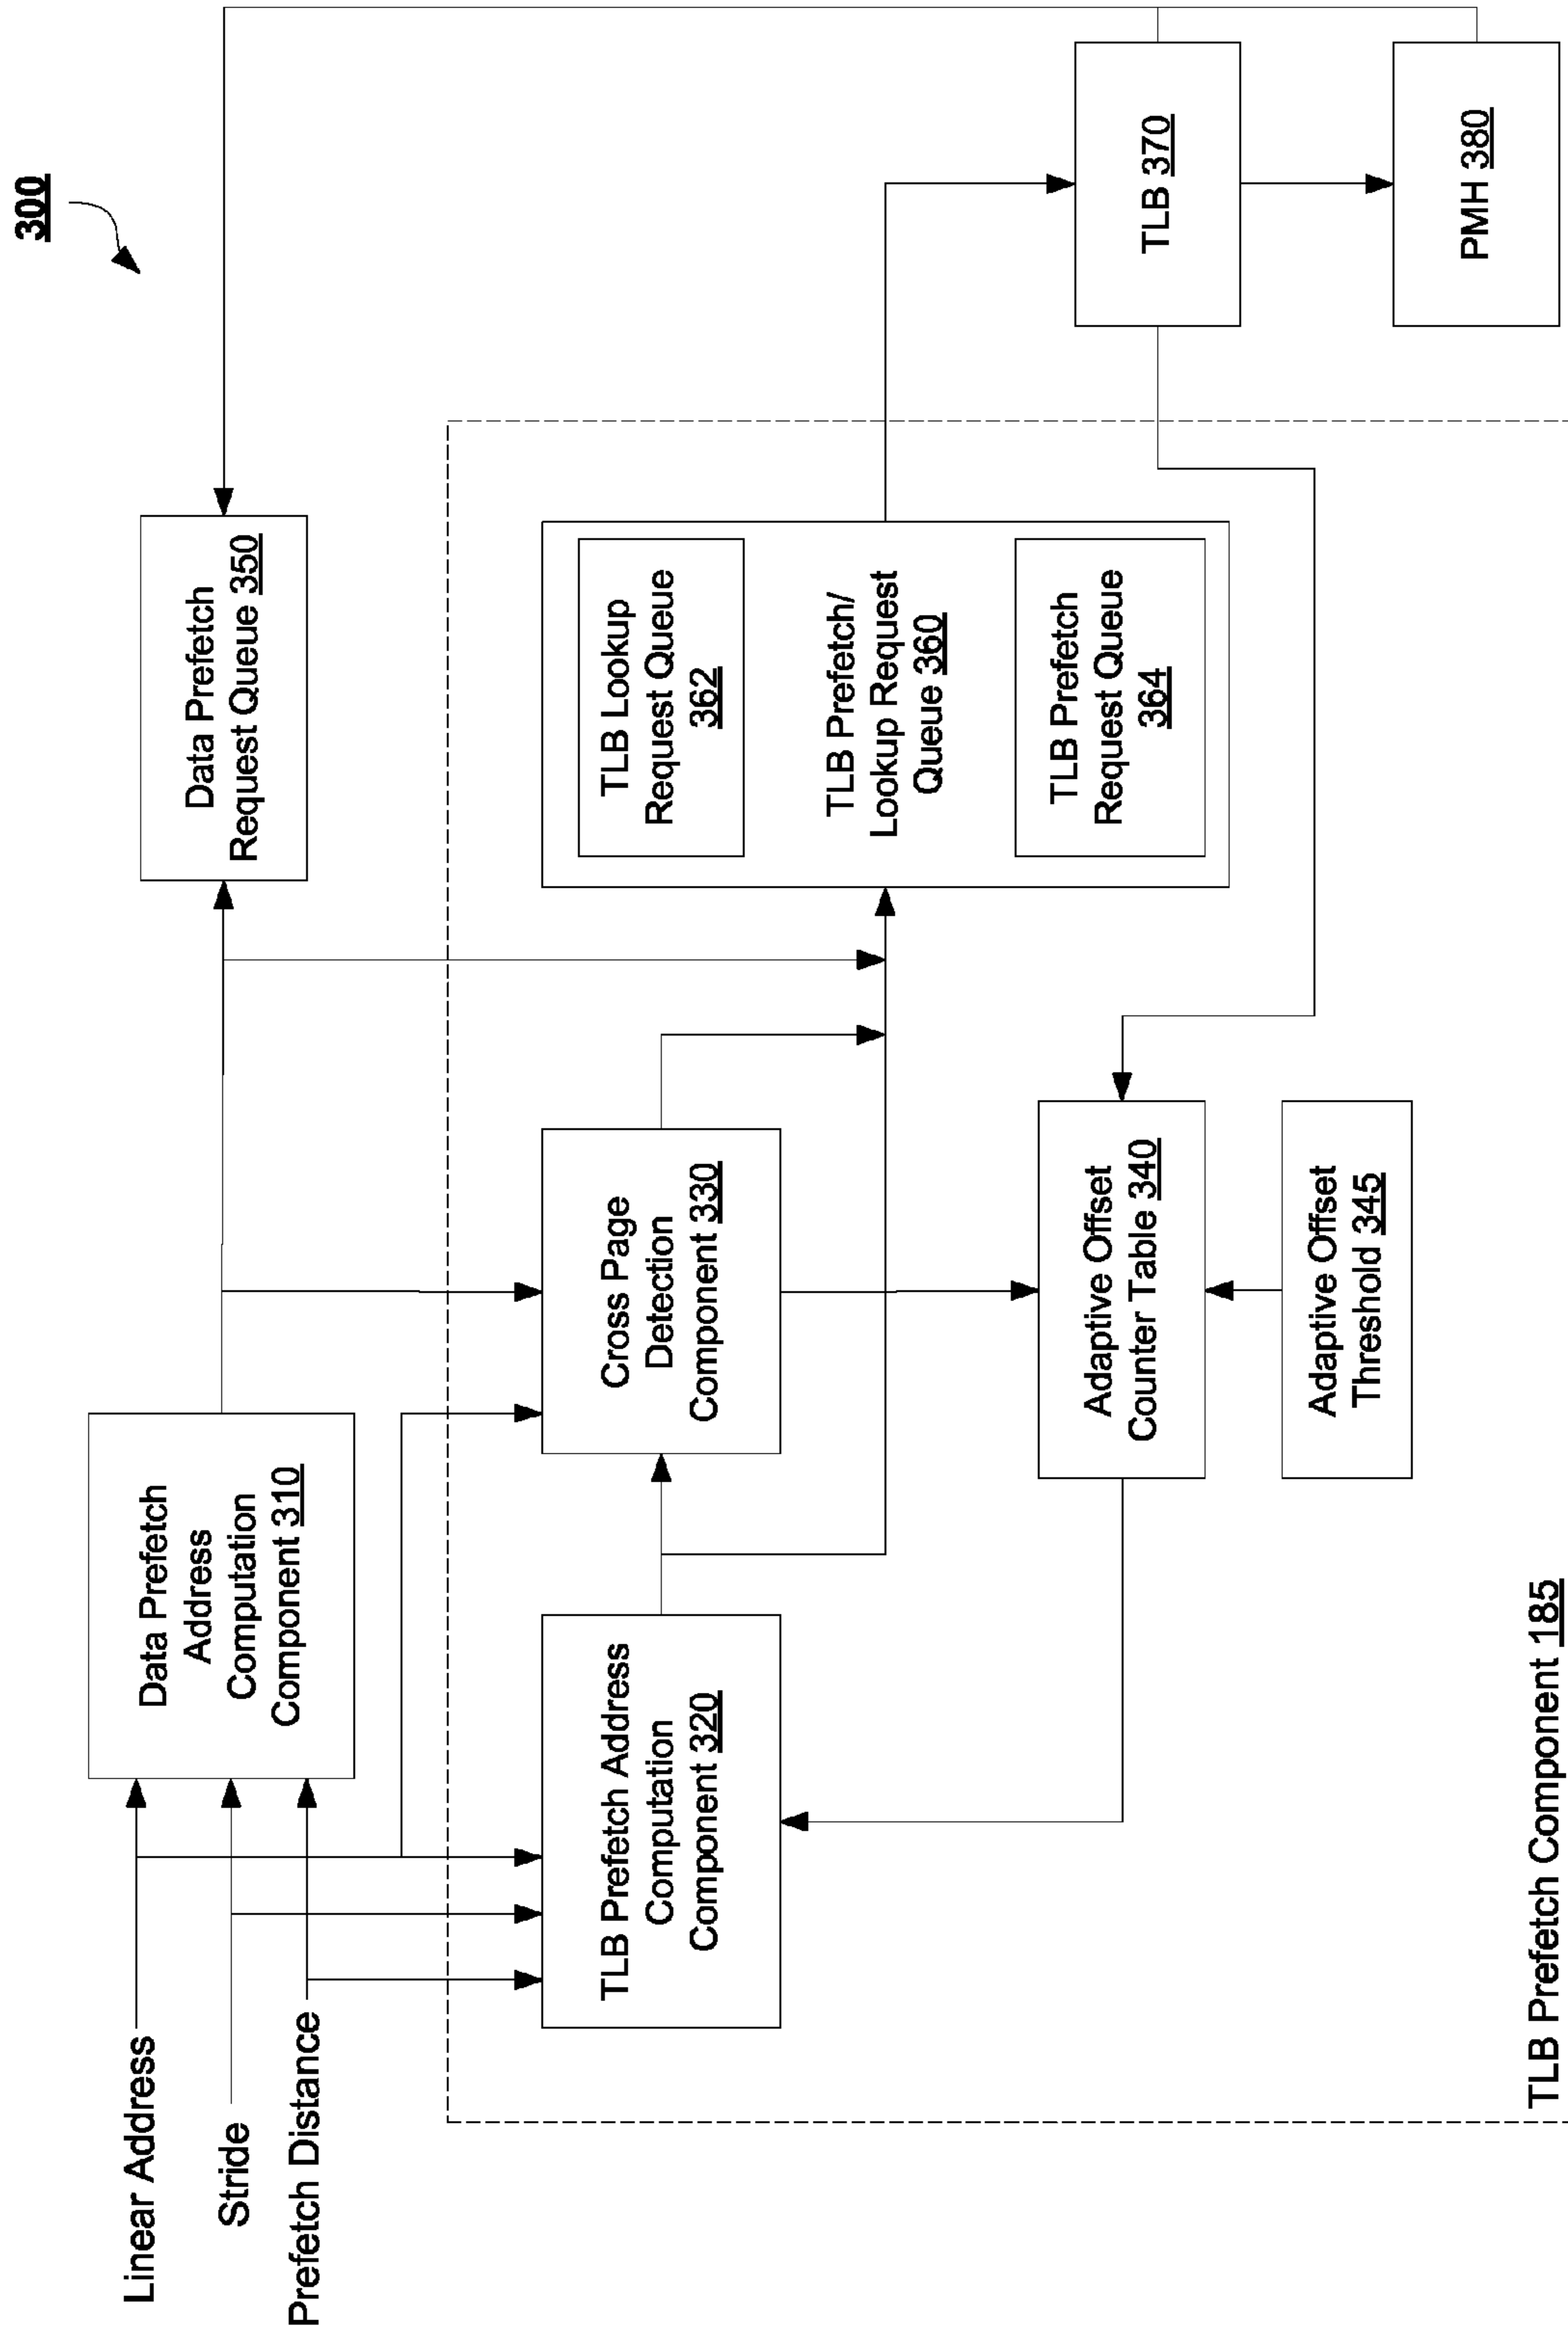 300
Linear Address
Stride
Prefetch Distance
Data Prefetch
Address
Computation
Component 310
Data Prefetch
Request Queue 350
TLB Prefetch Address
Computation
Component 320
Cross Page
Detection
Component 330
TLB Lookup
Request Queue
362
TLB Prefetch/
Lookup Request
Queue 360
TLB Prefetch
Request Queue
364
Adaptive Offset
Counter Table 340
Adaptive Offset
Threshold 345
TLB 370
PMH 380
TLB Prefetch Component 185